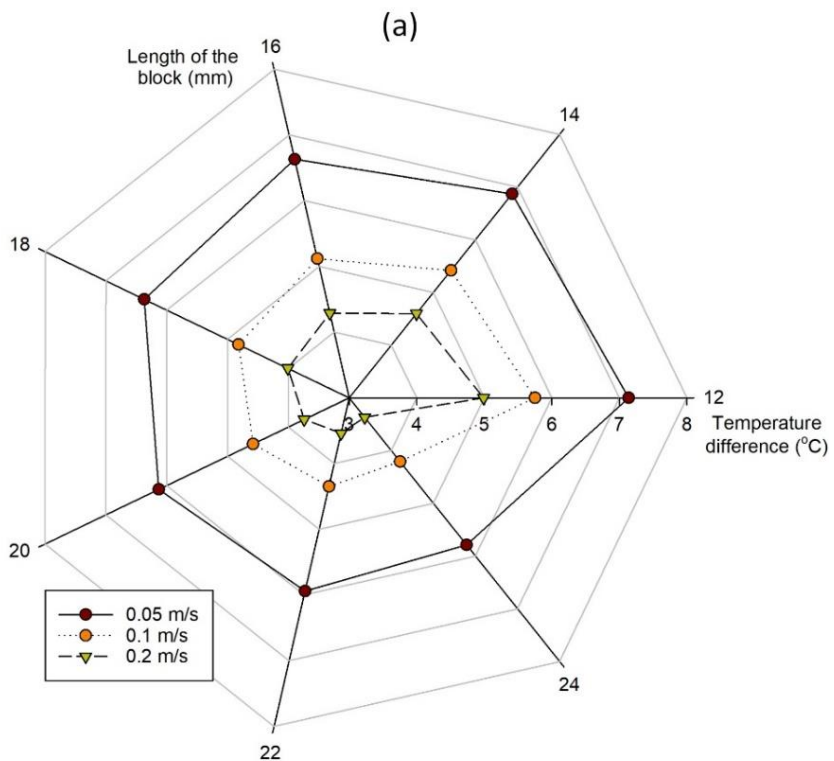 (a)
16
Length of the
block (mm)
14
18
12
3 4 5 6 7 8
Temperature
difference (°C)
20
0.05 m/s
0.1 m/s
0.2 m/s
24
22